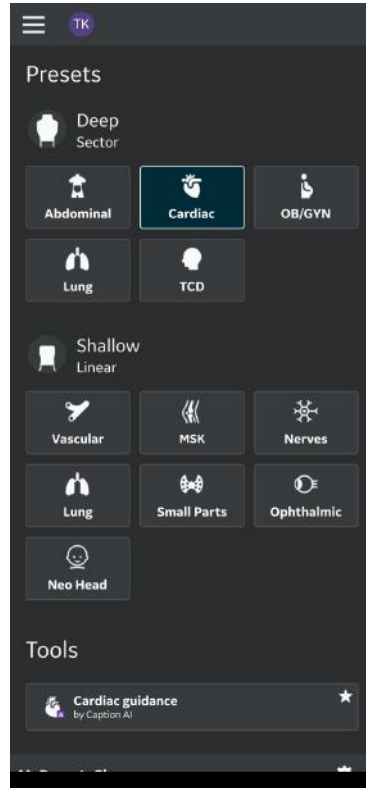 TK
Presets
Deep
Sector
Abdominal
Cardiac
OB/GYN
Lung
TCD
Shallow
Linear
Vascular
MSK
Nerves
Lung
Small Parts
Ophthalmic
Neo Head
Tools
Cardiac guidance
by Caption AI